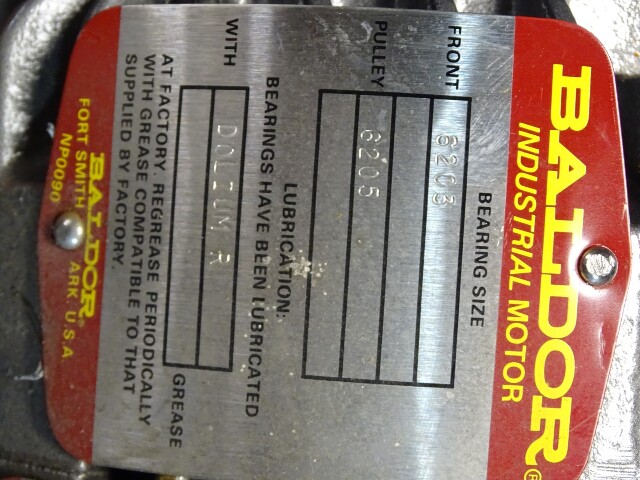 BALDOR®
INDUSTRIAL MOTOR
BEARING SIZE
FRONT 6203
PULLEY 6205
LUBRICATION:
BEARINGS HAVE BEEN LUBRICATED
WITH DOLIUM R GREASE
AT FACTORY. REGREASE PERIODICALLY
WITH GREASE COMPATIBLE TO THAT
SUPPLIED BY FACTORY.
BALDOR®
FORT SMITH ARK. U.S.A
NP0090